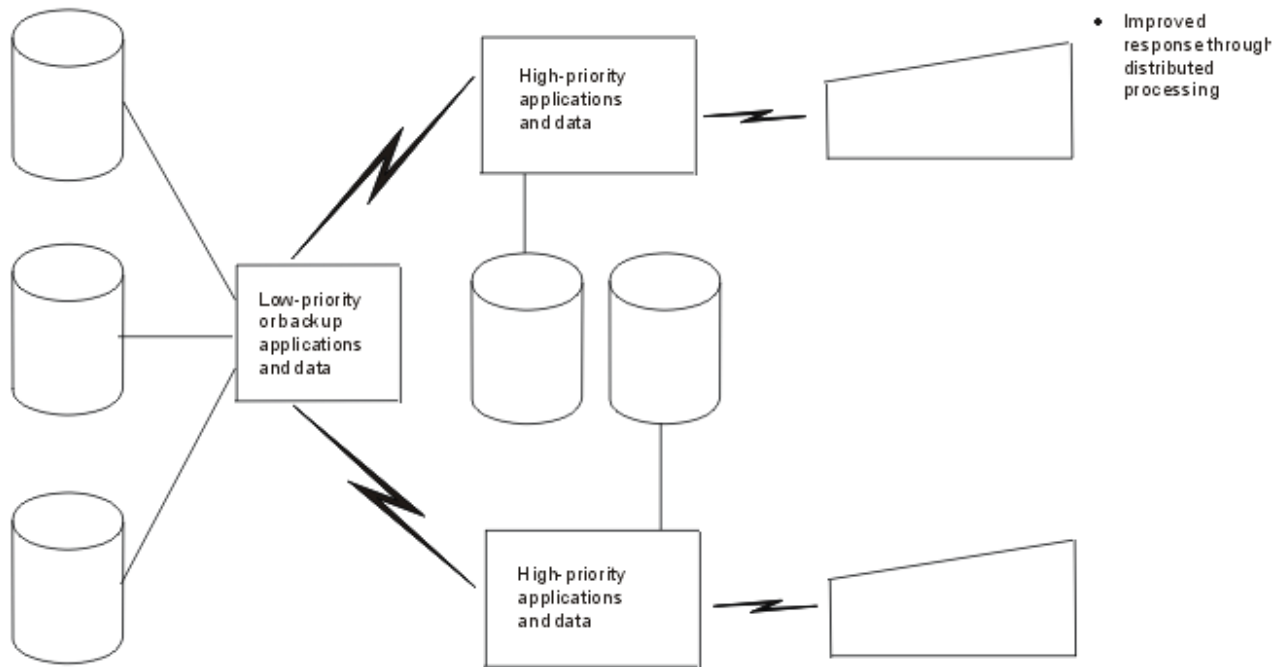 • Improved
response through
distributed
processing
High-priority
applications
and data
Low-priority
or backup
applications
and data
High-priority
applications
and data